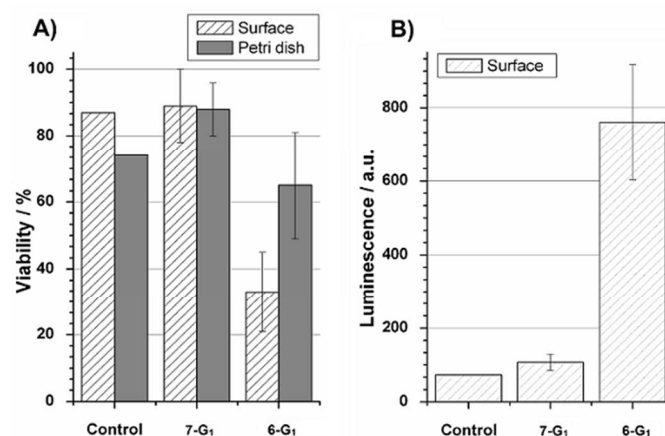 A)
Surface
Petri dish
100
80
60
40
20
0
Viability / %
Control
7-G₁
6-G₁
B)
Surface
800
600
400
200
0
Luminescence / a.u.
Control
7-G₁
6-G₁